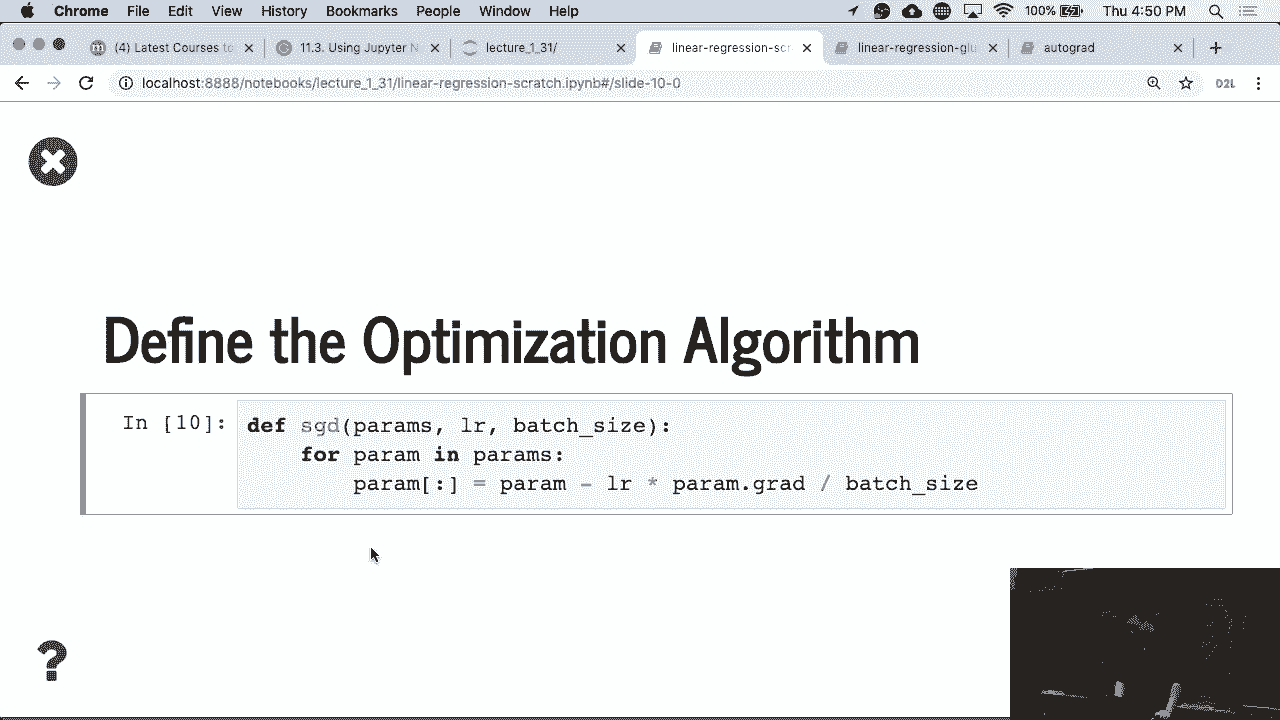 Chrome File Edit View History Bookmarks People Window Help 100% Thu 4:50 PM
(4) Latest Courses to 11.3. Using Jupyter N lecture_1_31/ linear-regression-scr linear-regression-glu autograd
localhost:8888/notebooks/lecture_1_31/linear-regression-scratch.ipynb#/slide-10-0 D2L
Define the Optimization Algorithm
In [10]: def sgd(params, lr, batch_size):
for param in params:
param[:] = param - lr * param.grad / batch_size
?